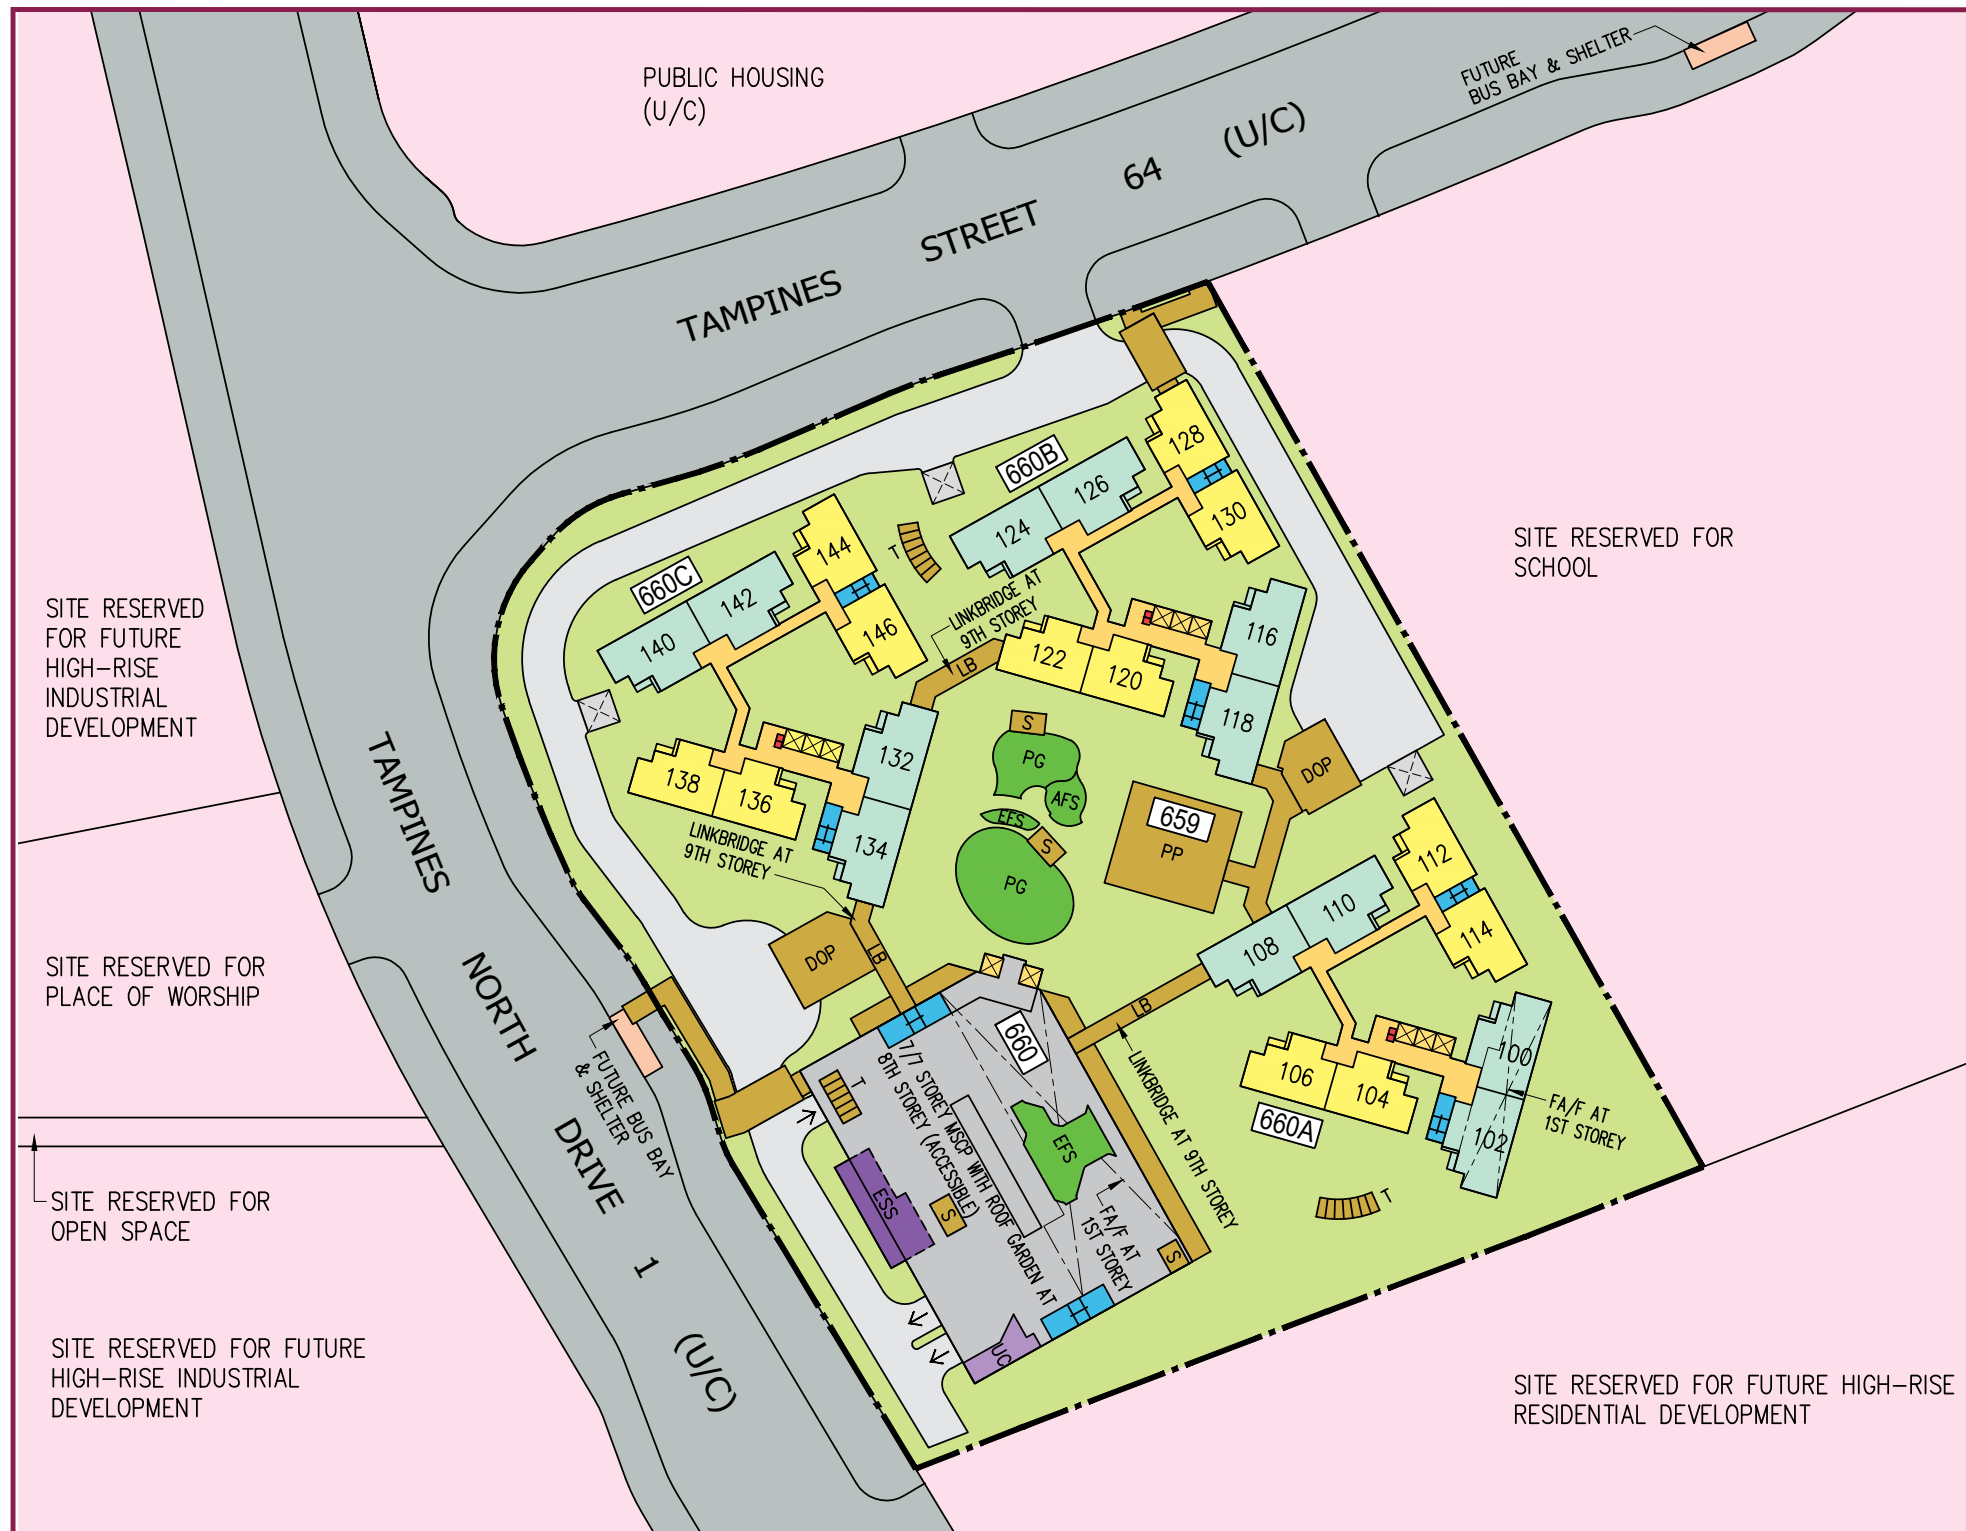 PUBLIC HOUSING
(U/C)
FUTURE
BUS BAY & SHELTER
TAMPINES STREET 64 (U/C)
SITE RESERVED FOR
SCHOOL
SITE RESERVED
FOR FUTURE
HIGH-RISE
INDUSTRIAL
DEVELOPMENT
SITE RESERVED FOR
PLACE OF WORSHIP
SITE RESERVED FOR
OPEN SPACE
SITE RESERVED FOR FUTURE
HIGH-RISE INDUSTRIAL
DEVELOPMENT
TAMPINES NORTH DRIVE 1 (U/C)
FUTURE BUS BAY
& SHELTER
660B
128
126
124
130
T
144
660C
142
140
146
LINKBRIDGE AT
9TH STOREY
LB
122
120
116
118
132
138
136
134
LINKBRIDGE AT
9TH STOREY
S
PG
AFS
EFS
S
PG
659
PP
DOP
DOP
LB
112
110
108
114
LB
LINKBRIDGE AT 9TH STOREY
100
106
104
102
660A
FA/F AT
1ST STOREY
T
660
7/7 STOREY MSCP WITH ROOF GARDEN AT
8TH STOREY (ACCESSIBLE)
T
EFS
ESS
S
FA/F AT
1ST STOREY
S
UC
SITE RESERVED FOR FUTURE HIGH-RISE
RESIDENTIAL DEVELOPMENT